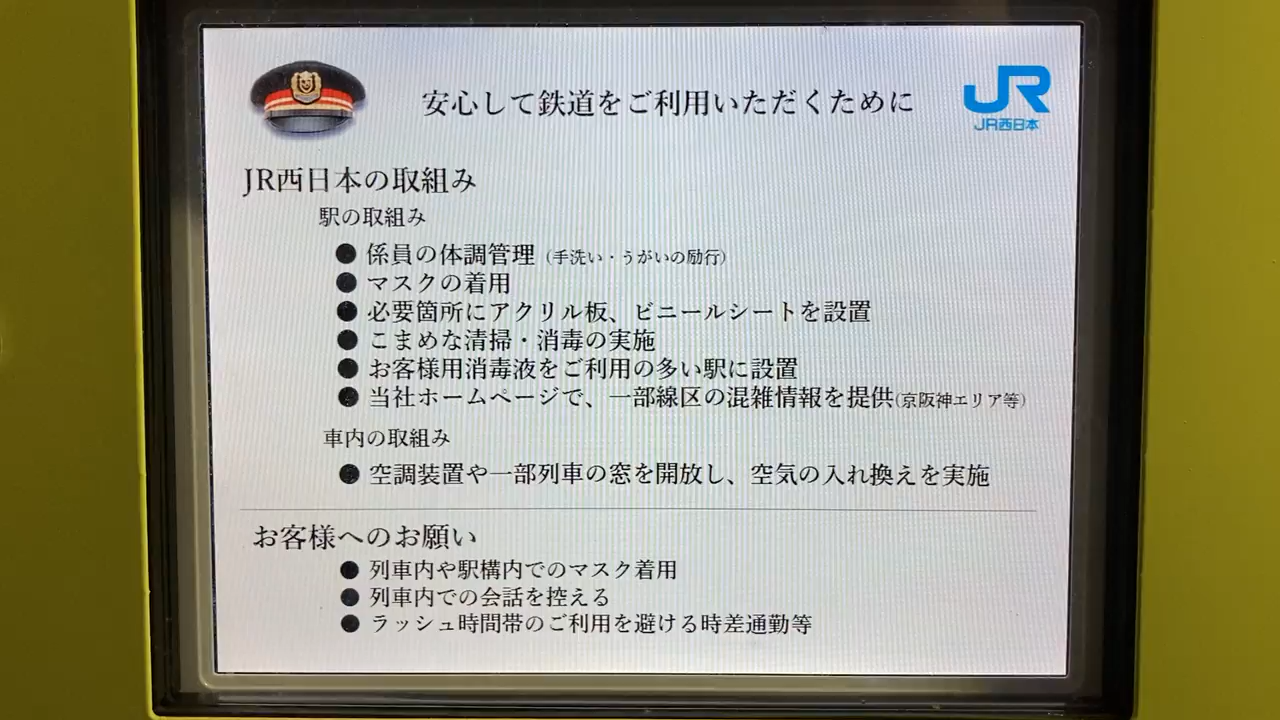 安心して鉄道をご利用いただくために
JR
JR西日本
JR西日本の取組み
駅の取組み
● 係員の体調管理（手洗い・うがいの励行）
● マスクの着用
● 必要箇所にアクリル板、ビニールシートを設置
● こまめな清掃・消毒の実施
● お客様用消毒液をご利用の多い駅に設置
● 当社ホームページで、一部線区の混雑情報を提供(京阪神エリア等)
車内の取組み
● 空調装置や一部列車の窓を開放し、空気の入れ換えを実施
お客様へのお願い
● 列車内や駅構内でのマスク着用
● 列車内での会話を控える
● ラッシュ時間帯のご利用を避ける時差通勤等